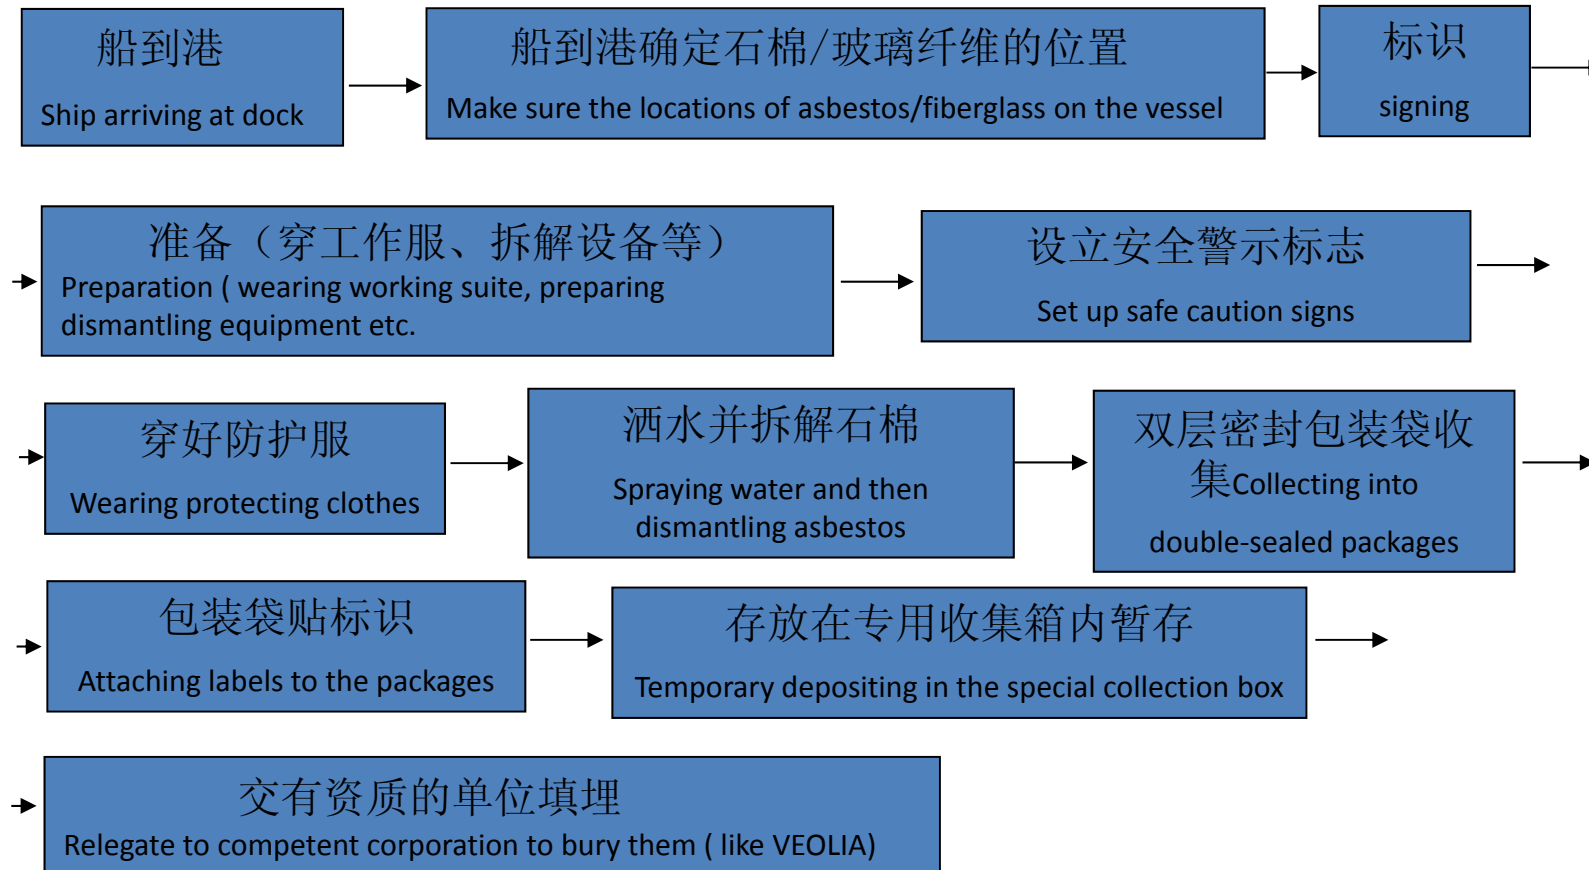 船到港
Ship arriving at dock
船到港确定石棉/玻璃纤维的位置
Make sure the locations of asbestos/fiberglass on the vessel
标识
signing
准备（穿工作服、拆解设备等）
Preparation ( wearing working suite, preparing
dismantling equipment etc.
设立安全警示标志
Set up safe caution signs
穿好防护服
Wearing protecting clothes
洒水并拆解石棉
Spraying water and then
dismantling asbestos
双层密封包装袋收
集Collecting into
double-sealed packages
包装袋贴标识
Attaching labels to the packages
存放在专用收集箱内暂存
Temporary depositing in the special collection box
交有资质的单位填埋
Relegate to competent corporation to bury them ( like VEOLIA)